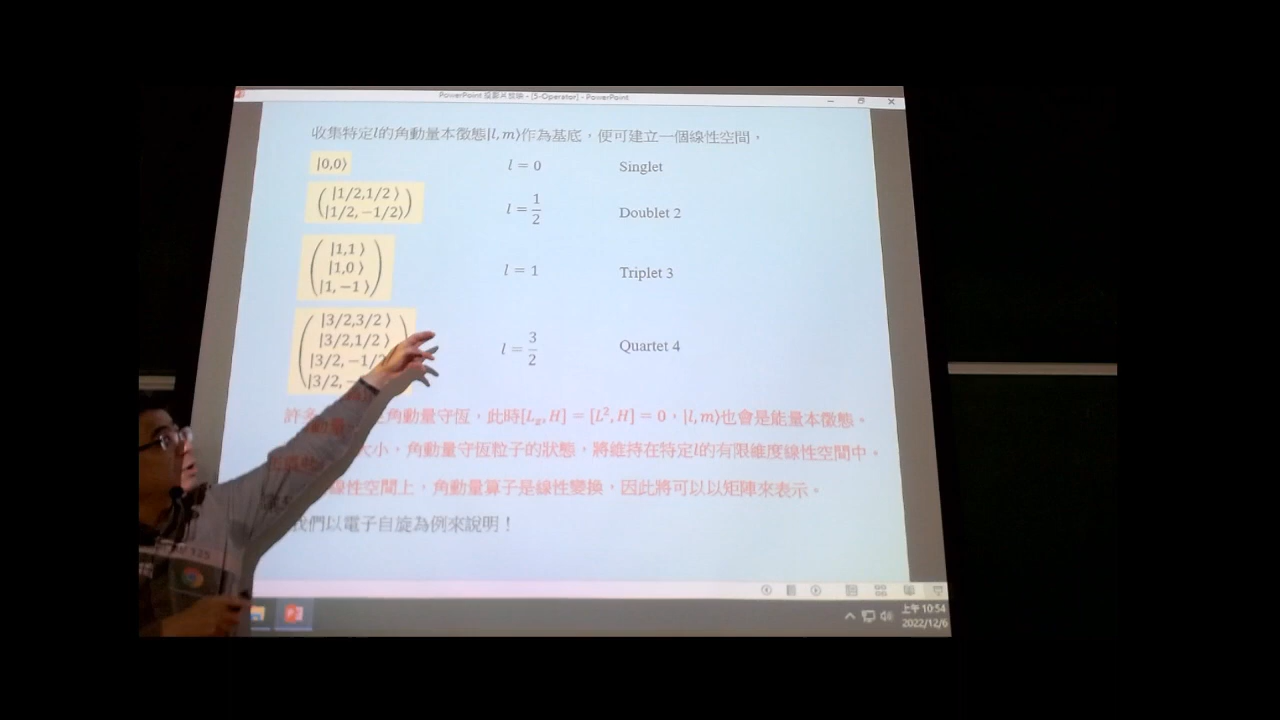 PowerPoint 投影片放映 - [5-Operator] - PowerPoint
收集特定l的角動量本徵態|l, m⟩作為基底，便可建立一個線性空間，
|0,0⟩ l = 0 Singlet
|1/2,1/2 ⟩
|1/2, −1/2⟩ l = 1/2 Doublet 2
|1,1 ⟩
|1,0 ⟩
|1, −1 ⟩ l = 1 Triplet 3
|3/2,3/2 ⟩
|3/2,1/2 ⟩
|3/2, −1/2
|3/2, − l = 3/2 Quartet 4
許多 角動量守恆，此時[Lz, H] = [L², H] = 0，|l, m⟩也會是能量本徵態。
大小，角動量守恆粒子的狀態，將維持在特定l的有限維度線性空間中。
線性空間上，角動量算子是線性變換，因此將可以以矩陣來表示。
我們以電子自旋為例來說明！
上午 10:54
2022/12/6